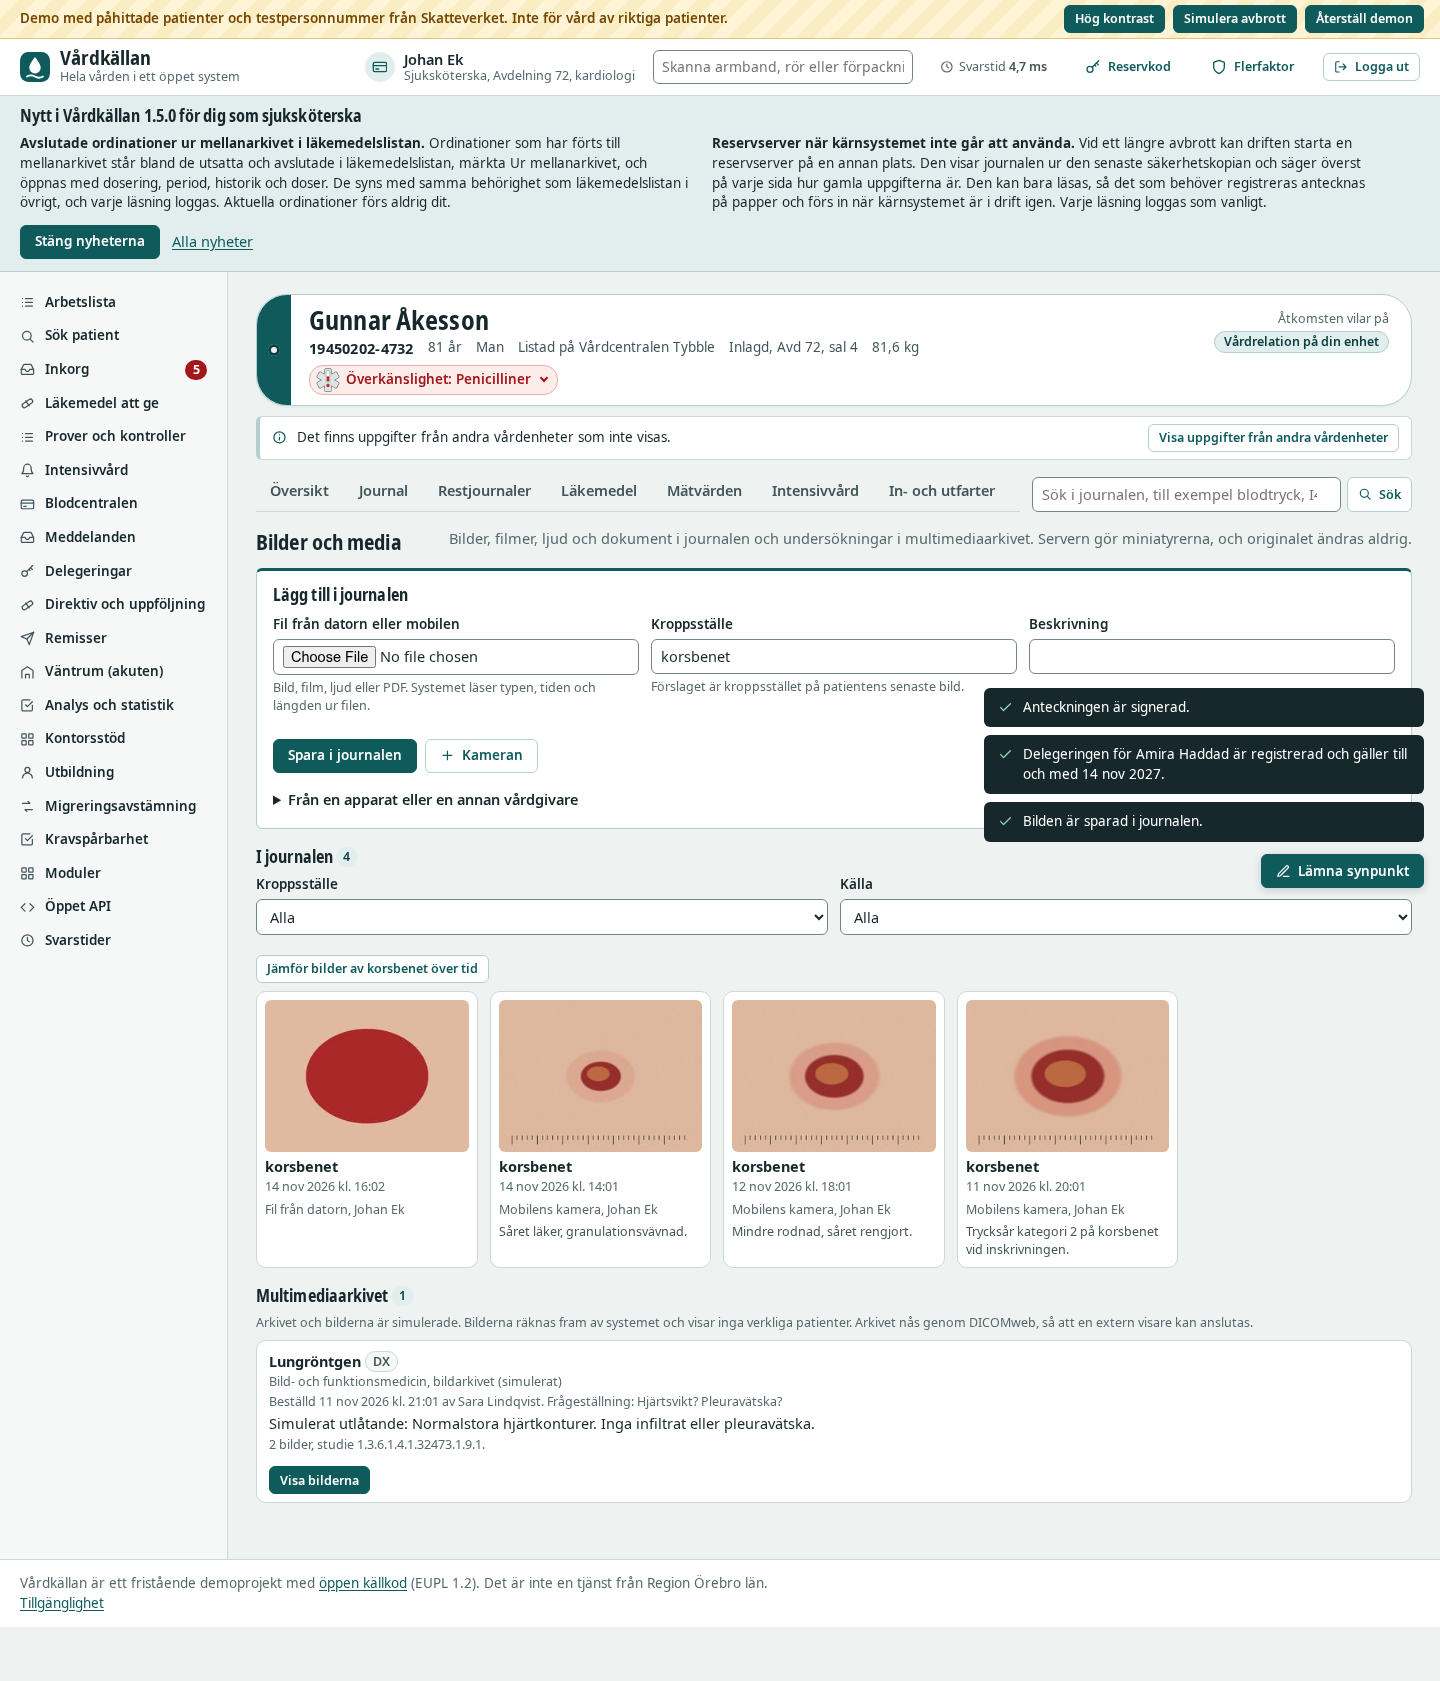 Demo med påhittade patienter och testpersonnummer från Skatteverket. Inte för vård av riktiga patienter.
Hög kontrast
Simulera avbrott
Återställ demon
Vårdkällan
Hela vården i ett öppet system
Johan Ek
Sjuksköterska, Avdelning 72, kardiologi
Skanna armband, rör eller förpackni
Svarstid 4,7 ms
Reservkod
Flerfaktor
Logga ut
Nytt i Vårdkällan 1.5.0 för dig som sjuksköterska
Avslutade ordinationer ur mellanarkivet i läkemedelslistan. Ordinationer som har förts till
mellanarkivet står bland de utsatta och avslutade i läkemedelslistan, märkta Ur mellanarkivet, och
öppnas med dosering, period, historik och doser. De syns med samma behörighet som läkemedelslistan i
övrigt, och varje läsning loggas. Aktuella ordinationer förs aldrig dit.
Reservserver när kärnsystemet inte går att använda. Vid ett längre avbrott kan driften starta en
reservserver på en annan plats. Den visar journalen ur den senaste säkerhetskopian och säger överst
på varje sida hur gamla uppgifterna är. Den kan bara läsas, så det som behöver registreras antecknas
på papper och förs in när kärnsystemet är i drift igen. Varje läsning loggas som vanligt.
Stäng nyheterna
Alla nyheter
Arbetslista
Sök patient
Inkorg 5
Läkemedel att ge
Prover och kontroller
Intensivvård
Blodcentralen
Meddelanden
Delegeringar
Direktiv och uppföljning
Remisser
Väntrum (akuten)
Analys och statistik
Kontorsstöd
Utbildning
Migreringsavstämning
Kravspårbarhet
Moduler
Öppet API
Svarstider
Gunnar Åkesson
19450202-4732 81 år Man Listad på Vårdcentralen Tybble Inlagd, Avd 72, sal 4 81,6 kg
Överkänslighet: Penicilliner
Åtkomsten vilar på
Vårdrelation på din enhet
Det finns uppgifter från andra vårdenheter som inte visas.
Visa uppgifter från andra vårdenheter
Översikt
Journal
Restjournaler
Läkemedel
Mätvärden
Intensivvård
In- och utfarter
Sök i journalen, till exempel blodtryck, I4
Sök
Bilder och media
Bilder, filmer, ljud och dokument i journalen och undersökningar i multimediaarkivet. Servern gör miniatyrerna, och originalet ändras aldrig.
Lägg till i journalen
Fil från datorn eller mobilen
Choose File No file chosen
Bild, film, ljud eller PDF. Systemet läser typen, tiden och
längden ur filen.
Kroppsställe
korsbenet
Förslaget är kroppsstället på patientens senaste bild.
Beskrivning
Spara i journalen
Kameran
Från en apparat eller en annan vårdgivare
Anteckningen är signerad.
Delegeringen för Amira Haddad är registrerad och gäller till
och med 14 nov 2027.
Bilden är sparad i journalen.
Lämna synpunkt
I journalen 4
Kroppsställe
Alla
Källa
Alla
Jämför bilder av korsbenet över tid
korsbenet
14 nov 2026 kl. 16:02
Fil från datorn, Johan Ek
korsbenet
14 nov 2026 kl. 14:01
Mobilens kamera, Johan Ek
Såret läker, granulationsvävnad.
korsbenet
12 nov 2026 kl. 18:01
Mobilens kamera, Johan Ek
Mindre rodnad, såret rengjort.
korsbenet
11 nov 2026 kl. 20:01
Mobilens kamera, Johan Ek
Trycksår kategori 2 på korsbenet
vid inskrivningen.
Multimediaarkivet 1
Arkivet och bilderna är simulerade. Bilderna räknas fram av systemet och visar inga verkliga patienter. Arkivet nås genom DICOMweb, så att en extern visare kan anslutas.
Lungröntgen DX
Bild- och funktionsmedicin, bildarkivet (simulerat)
Beställd 11 nov 2026 kl. 21:01 av Sara Lindqvist. Frågeställning: Hjärtsvikt? Pleuravätska?
Simulerat utlåtande: Normalstora hjärtkonturer. Inga infiltrat eller pleuravätska.
2 bilder, studie 1.3.6.1.4.1.32473.1.9.1.
Visa bilderna
Vårdkällan är ett fristående demoprojekt med öppen källkod (EUPL 1.2). Det är inte en tjänst från Region Örebro län.
Tillgänglighet